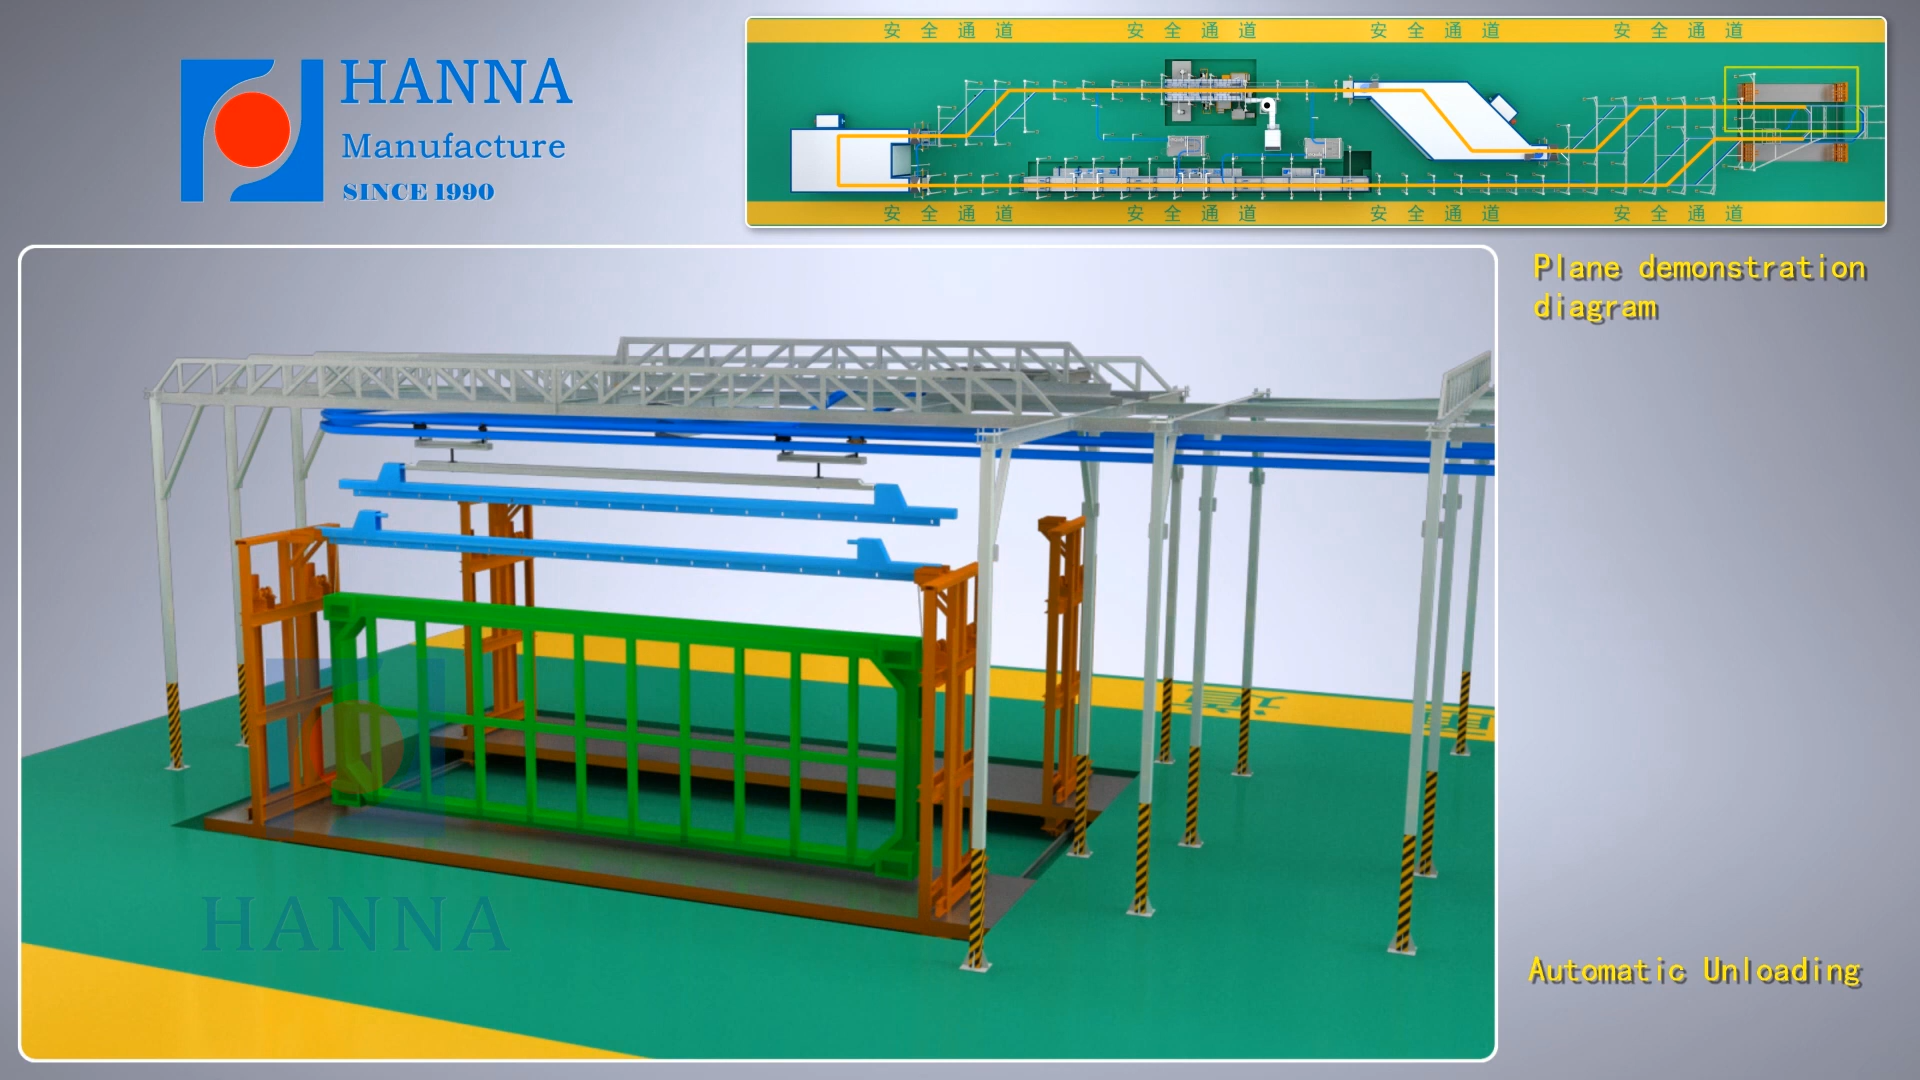 HANNA
Manufacture
SINCE 1990
安全通道 安全通道 安全通道 安全通道
安全通道 安全通道 安全通道 安全通道
Plane demonstration
diagram
HANNA
Automatic Unloading